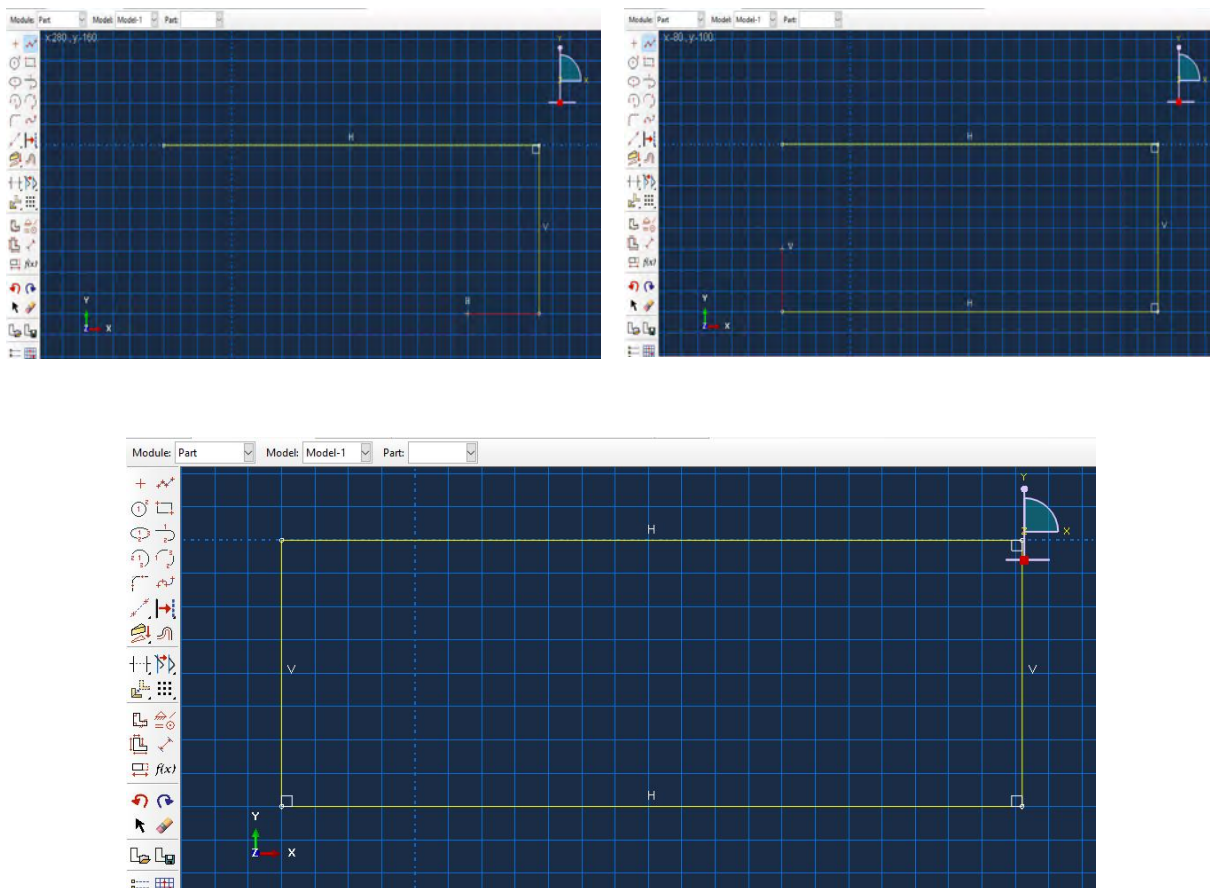 Module: Part Model: Model-1 Part:
x:280.,y:-160
Y
X
H
V
H
Y
Z X
f(x)
Module: Part Model: Model-1 Part:
x:-80.,y:-100
Y
X
H
V
V
H
Y
Z X
f(x)
Module: Part Model: Model-1 Part:
Y
X
H
V
V
H
Y
Z X
f(x)